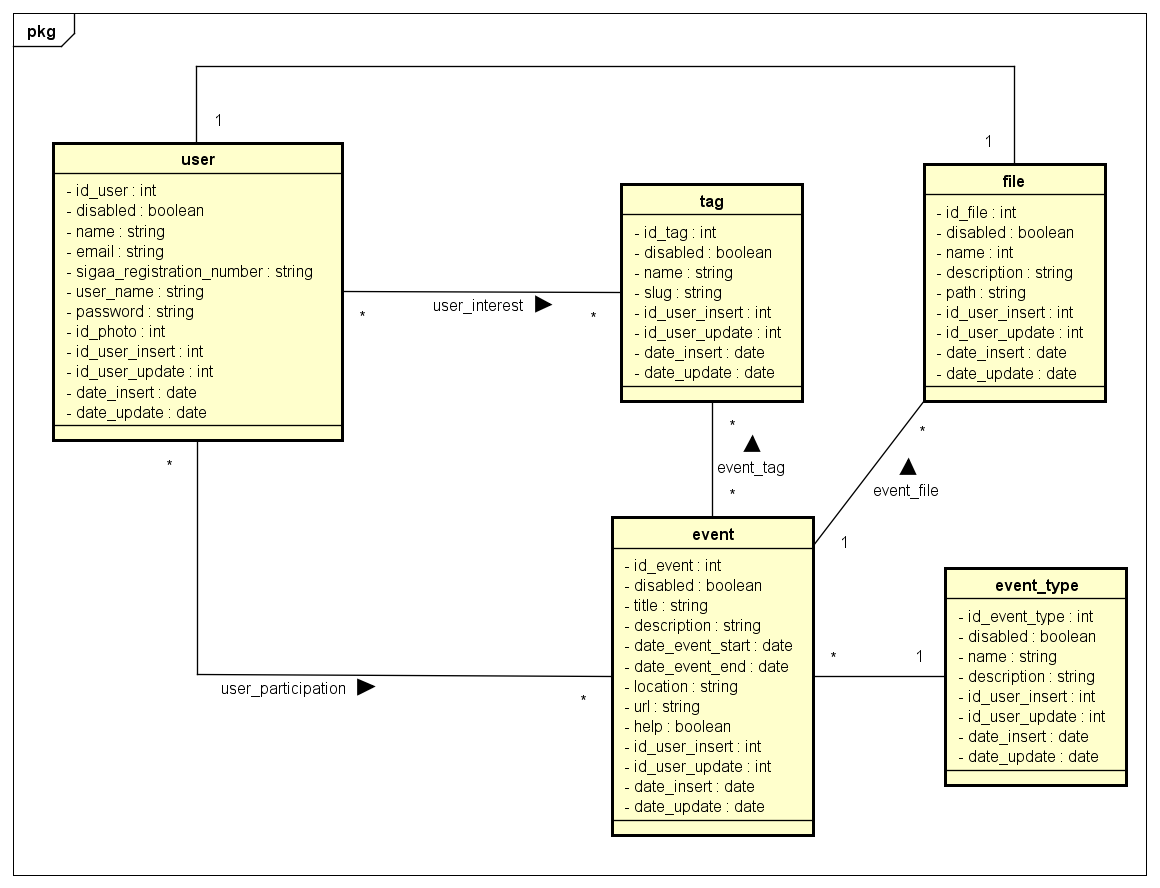 pkg
1
1
user
- id_user : int
- disabled : boolean
- name : string
- email : string
- sigaa_registration_number : string
- user_name : string
- password : string
- id_photo : int
- id_user_insert : int
- id_user_update : int
- date_insert : date
- date_update : date
*
user_interest
*
tag
- id_tag : int
- disabled : boolean
- name : string
- slug : string
- id_user_insert : int
- id_user_update : int
- date_insert : date
- date_update : date
file
- id_file : int
- disabled : boolean
- name : int
- description : string
- path : string
- id_user_insert : int
- id_user_update : int
- date_insert : date
- date_update : date
*
event_tag
*
*
event_file
1
*
user_participation
*
event
- id_event : int
- disabled : boolean
- title : string
- description : string
- date_event_start : date
- date_event_end : date
- location : string
- url : string
- help : boolean
- id_user_insert : int
- id_user_update : int
- date_insert : date
- date_update : date
*
1
event_type
- id_event_type : int
- disabled : boolean
- name : string
- description : string
- id_user_insert : int
- id_user_update : int
- date_insert : date
- date_update : date